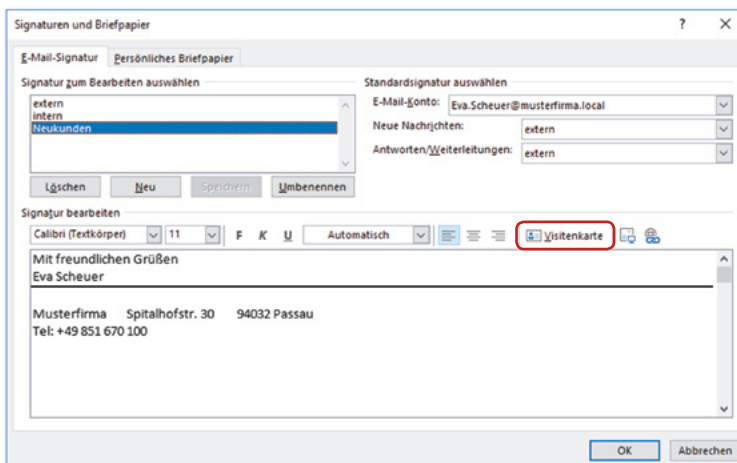 Signaturen und Briefpapier ? ×
E-Mail-Signatur Persönliches Briefpapier
Signatur zum Bearbeiten auswählen
extern
intern
Neukunden
Löschen Neu Speichern Umbenennen
Standardsignatur auswählen
E-Mail-Konto: Eva.Scheuer@musterfirma.local
Neue Nachrichten: extern
Antworten/Weiterleitungen: extern
Signatur bearbeiten
Calibri (Textkörper) 11 F K U Automatisch Visitenkarte
Mit freundlichen Grüßen
Eva Scheuer
Musterfirma Spitalhofstr. 30 94032 Passau
Tel: +49 851 670 100
OK Abbrechen